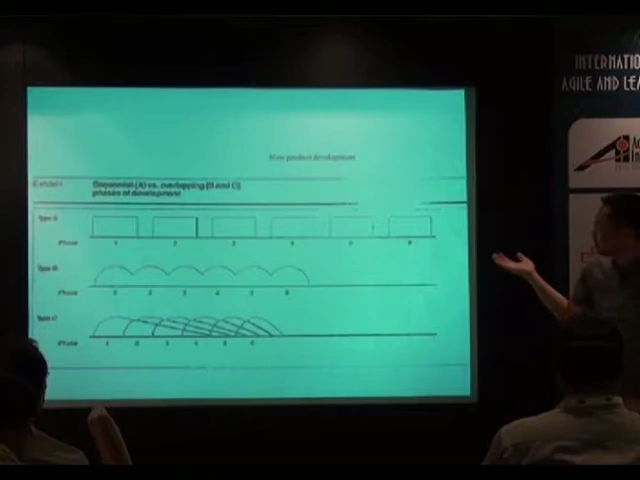 INTERNATIO
AGILE AND LEA
New product development
Exhibit 1
Sequential (A) vs. overlapping (B and C)
phases of development
Type A
Phase 1 2 3 4 5 6
Type B
Phase 1 2 3 4 5 6
Type C
Phase 1 2 3 4 5 6